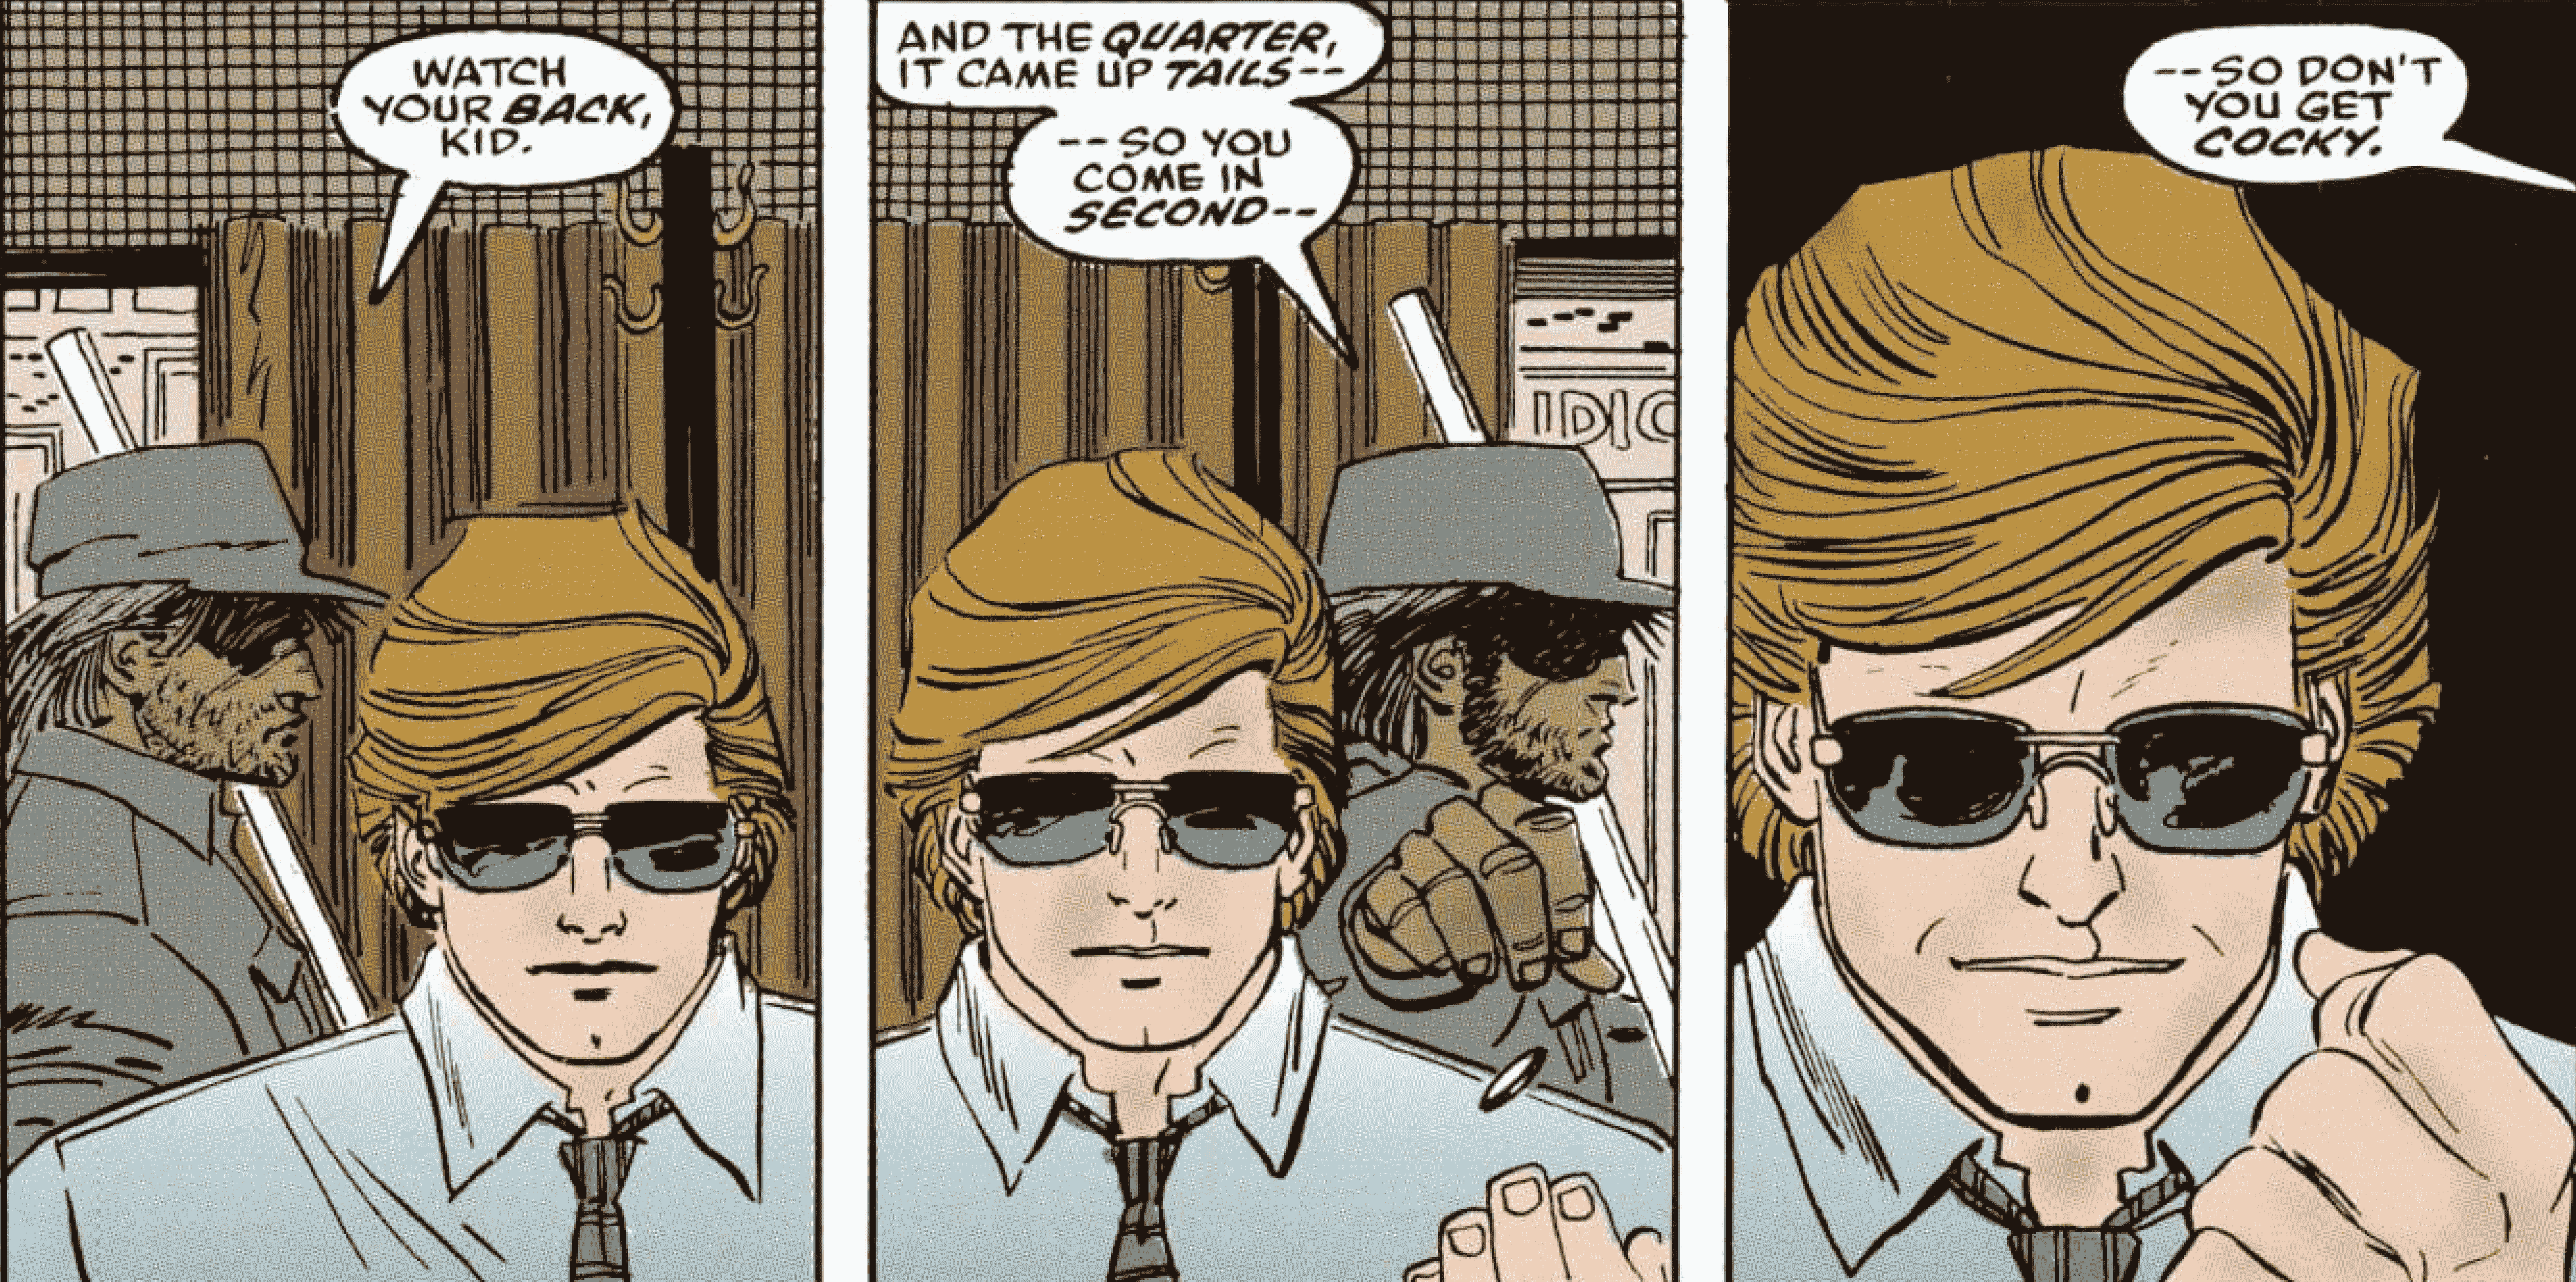 WATCH
YOUR BACK,
KID.
AND THE QUARTER,
IT CAME UP TAILS--
--SO YOU
COME IN
SECOND--
IDIO
--SO DON'T
YOU GET
COCKY.